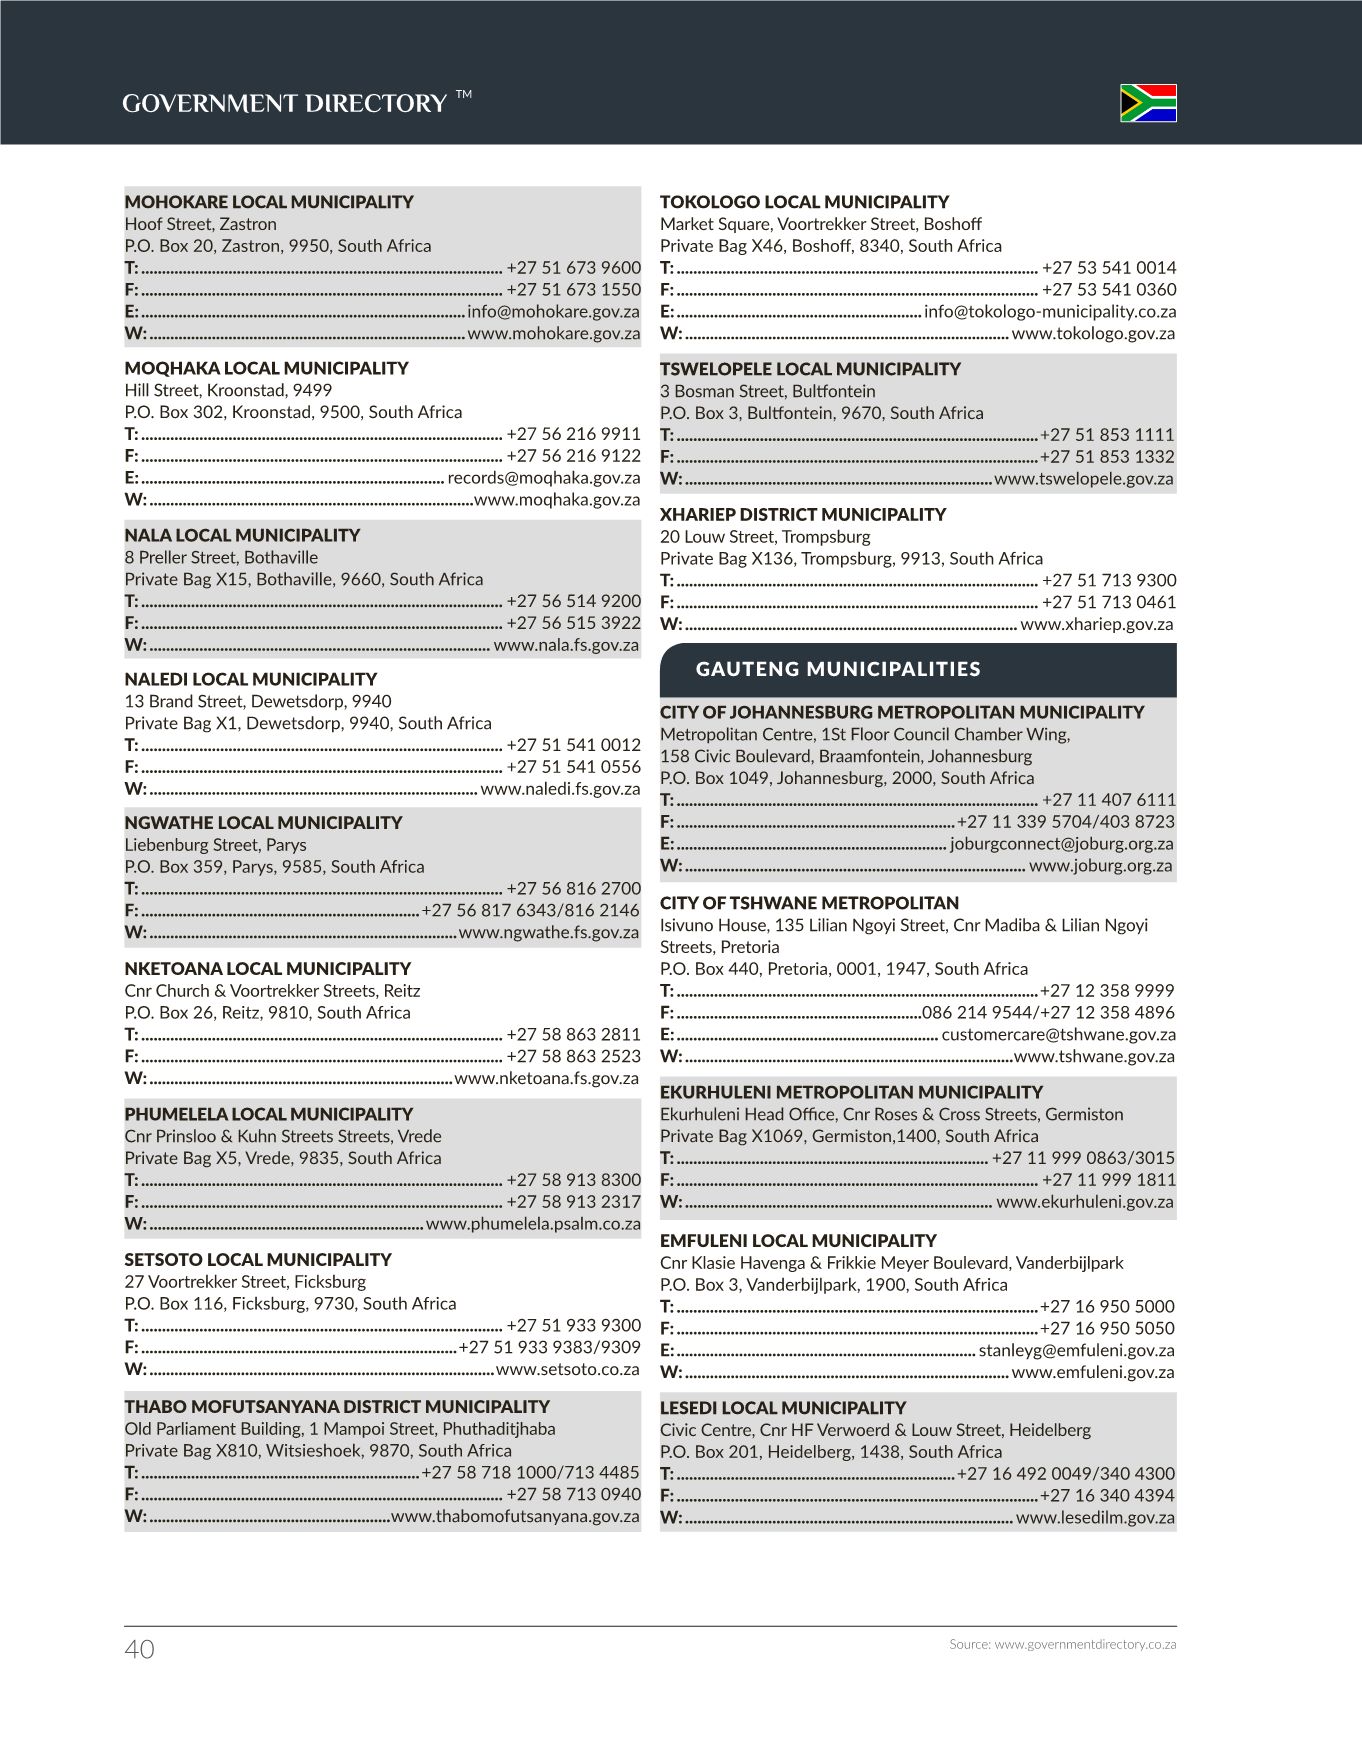 GOVERNMENT DIRECTORY ™
MOHOKARE LOCAL MUNICIPALITY
Hoof Street, Zastron
P.O. Box 20, Zastron, 9950, South Africa
T: +27 51 673 9600
F: +27 51 673 1550
E: info@mohokare.gov.za
W: www.mohokare.gov.za
MOQHAKA LOCAL MUNICIPALITY
Hill Street, Kroonstad, 9499
P.O. Box 302, Kroonstad, 9500, South Africa
T: +27 56 216 9911
F: +27 56 216 9122
E: records@moqhaka.gov.za
W: www.moqhaka.gov.za
NALA LOCAL MUNICIPALITY
8 Preller Street, Bothaville
Private Bag X15, Bothaville, 9660, South Africa
T: +27 56 514 9200
F: +27 56 515 3922
W: www.nala.fs.gov.za
NALEDI LOCAL MUNICIPALITY
13 Brand Street, Dewetsdorp, 9940
Private Bag X1, Dewetsdorp, 9940, South Africa
T: +27 51 541 0012
F: +27 51 541 0556
W: www.naledi.fs.gov.za
NGWATHE LOCAL MUNICIPALITY
Liebenburg Street, Parys
P.O. Box 359, Parys, 9585, South Africa
T: +27 56 816 2700
F: +27 56 817 6343/816 2146
W: www.ngwathe.fs.gov.za
NKETOANA LOCAL MUNICIPALITY
Cnr Church & Voortrekker Streets, Reitz
P.O. Box 26, Reitz, 9810, South Africa
T: +27 58 863 2811
F: +27 58 863 2523
W: www.nketoana.fs.gov.za
PHUMELELA LOCAL MUNICIPALITY
Cnr Prinsloo & Kuhn Streets Streets, Vrede
Private Bag X5, Vrede, 9835, South Africa
T: +27 58 913 8300
F: +27 58 913 2317
W: www.phumelela.psalm.co.za
SETSOTO LOCAL MUNICIPALITY
27 Voortrekker Street, Ficksburg
P.O. Box 116, Ficksburg, 9730, South Africa
T: +27 51 933 9300
F: +27 51 933 9383/9309
W: www.setsoto.co.za
THABO MOFUTSANYANA DISTRICT MUNICIPALITY
Old Parliament Building, 1 Mampoi Street, Phuthaditjhaba
Private Bag X810, Witsieshoek, 9870, South Africa
T: +27 58 718 1000/713 4485
F: +27 58 713 0940
W: www.thabomofutsanyana.gov.za
TOKOLOGO LOCAL MUNICIPALITY
Market Square, Voortrekker Street, Boshoff
Private Bag X46, Boshoff, 8340, South Africa
T: +27 53 541 0014
F: +27 53 541 0360
E: info@tokologo-municipality.co.za
W: www.tokologo.gov.za
TSWELOPELE LOCAL MUNICIPALITY
3 Bosman Street, Bultfontein
P.O. Box 3, Bultfontein, 9670, South Africa
T: +27 51 853 1111
F: +27 51 853 1332
W: www.tswelopele.gov.za
XHARIEP DISTRICT MUNICIPALITY
20 Louw Street, Trompsburg
Private Bag X136, Trompsburg, 9913, South Africa
T: +27 51 713 9300
F: +27 51 713 0461
W: www.xhariep.gov.za
GAUTENG MUNICIPALITIES
CITY OF JOHANNESBURG METROPOLITAN MUNICIPALITY
Metropolitan Centre, 1St Floor Council Chamber Wing,
158 Civic Boulevard, Braamfontein, Johannesburg
P.O. Box 1049, Johannesburg, 2000, South Africa
T: +27 11 407 6111
F: +27 11 339 5704/403 8723
E: joburgconnect@joburg.org.za
W: www.joburg.org.za
CITY OF TSHWANE METROPOLITAN
Isivuno House, 135 Lilian Ngoyi Street, Cnr Madiba & Lilian Ngoyi
Streets, Pretoria
P.O. Box 440, Pretoria, 0001, 1947, South Africa
T: +27 12 358 9999
F: 086 214 9544/+27 12 358 4896
E: customercare@tshwane.gov.za
W: www.tshwane.gov.za
EKURHULENI METROPOLITAN MUNICIPALITY
Ekurhuleni Head Office, Cnr Roses & Cross Streets, Germiston
Private Bag X1069, Germiston,1400, South Africa
T: +27 11 999 0863/3015
F: +27 11 999 1811
W: www.ekurhuleni.gov.za
EMFULENI LOCAL MUNICIPALITY
Cnr Klasie Havenga & Frikkie Meyer Boulevard, Vanderbijlpark
P.O. Box 3, Vanderbijlpark, 1900, South Africa
T: +27 16 950 5000
F: +27 16 950 5050
E: stanleyg@emfuleni.gov.za
W: www.emfuleni.gov.za
LESEDI LOCAL MUNICIPALITY
Civic Centre, Cnr HF Verwoerd & Louw Street, Heidelberg
P.O. Box 201, Heidelberg, 1438, South Africa
T: +27 16 492 0049/340 4300
F: +27 16 340 4394
W: www.lesedilm.gov.za
40
Source: www.governmentdirectory.co.za